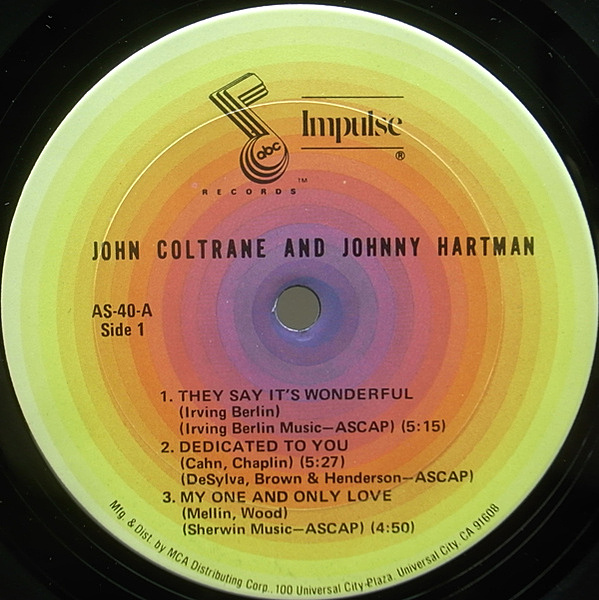 abc
Impulse
®
RECORDS™
JOHN COLTRANE AND JOHNNY HARTMAN
AS-40-A
Side 1
1. THEY SAY IT'S WONDERFUL
(Irving Berlin)
(Irving Berlin Music—ASCAP) (5:15)
2. DEDICATED TO YOU
(Cahn, Chaplin) (5:27)
(DeSylva, Brown & Henderson—ASCAP)
3. MY ONE AND ONLY LOVE
(Mellin, Wood)
(Sherwin Music—ASCAP) (4:50)
Mfg. & Dist. by MCA Distributing Corp., 100 Universal City Plaza, Universal City, CA 91608